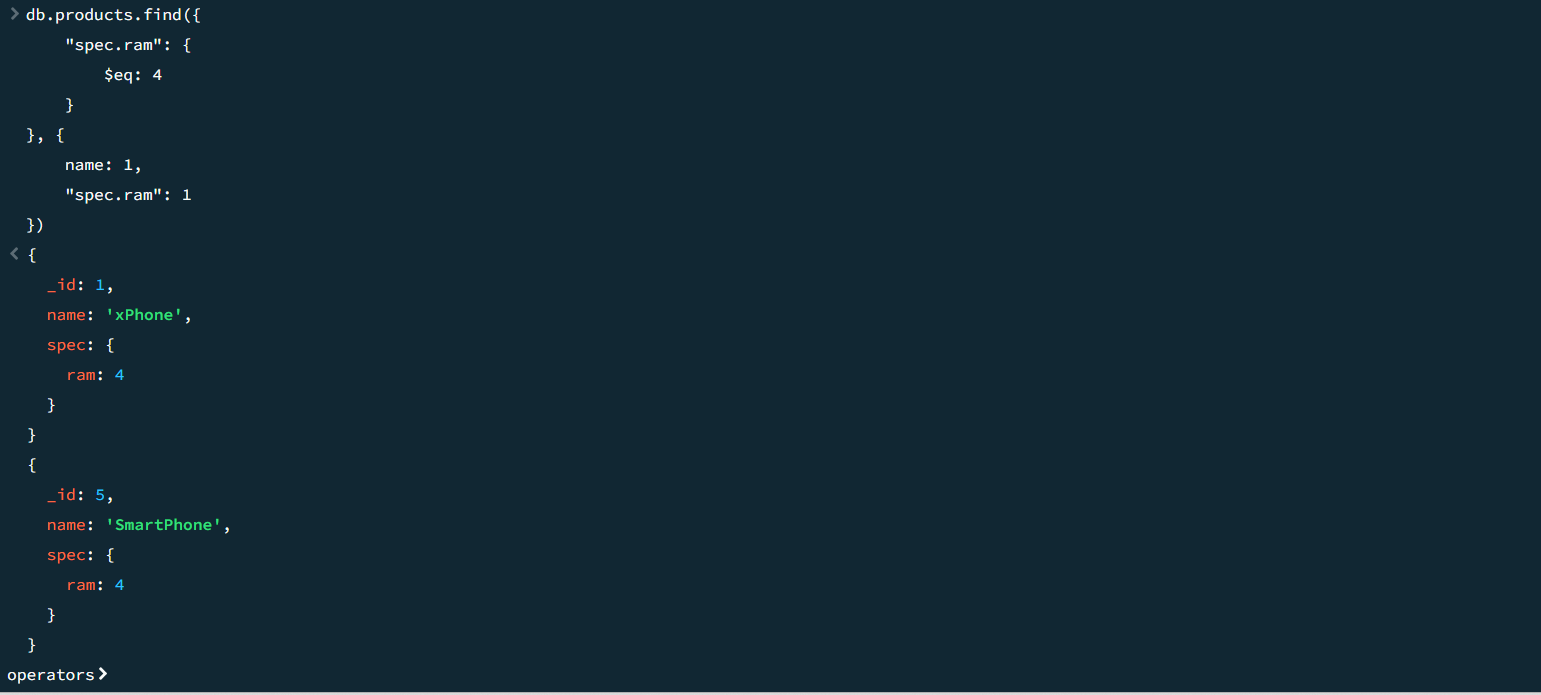 > db.products.find({
"spec.ram": {
$eq: 4
}
}, {
name: 1,
"spec.ram": 1
})
< {
_id: 1,
name: 'xPhone',
spec: {
ram: 4
}
}
{
_id: 5,
name: 'SmartPhone',
spec: {
ram: 4
}
}
operators>